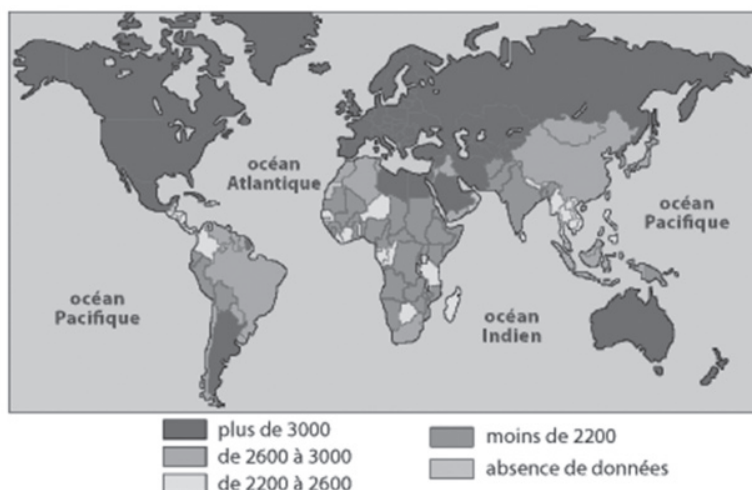 océan
Atlantique
océan
Pacifique
océan
Pacifique
océan
Indien
plus de 3000
de 2600 à 3000
de 2200 à 2600
moins de 2200
absence de données